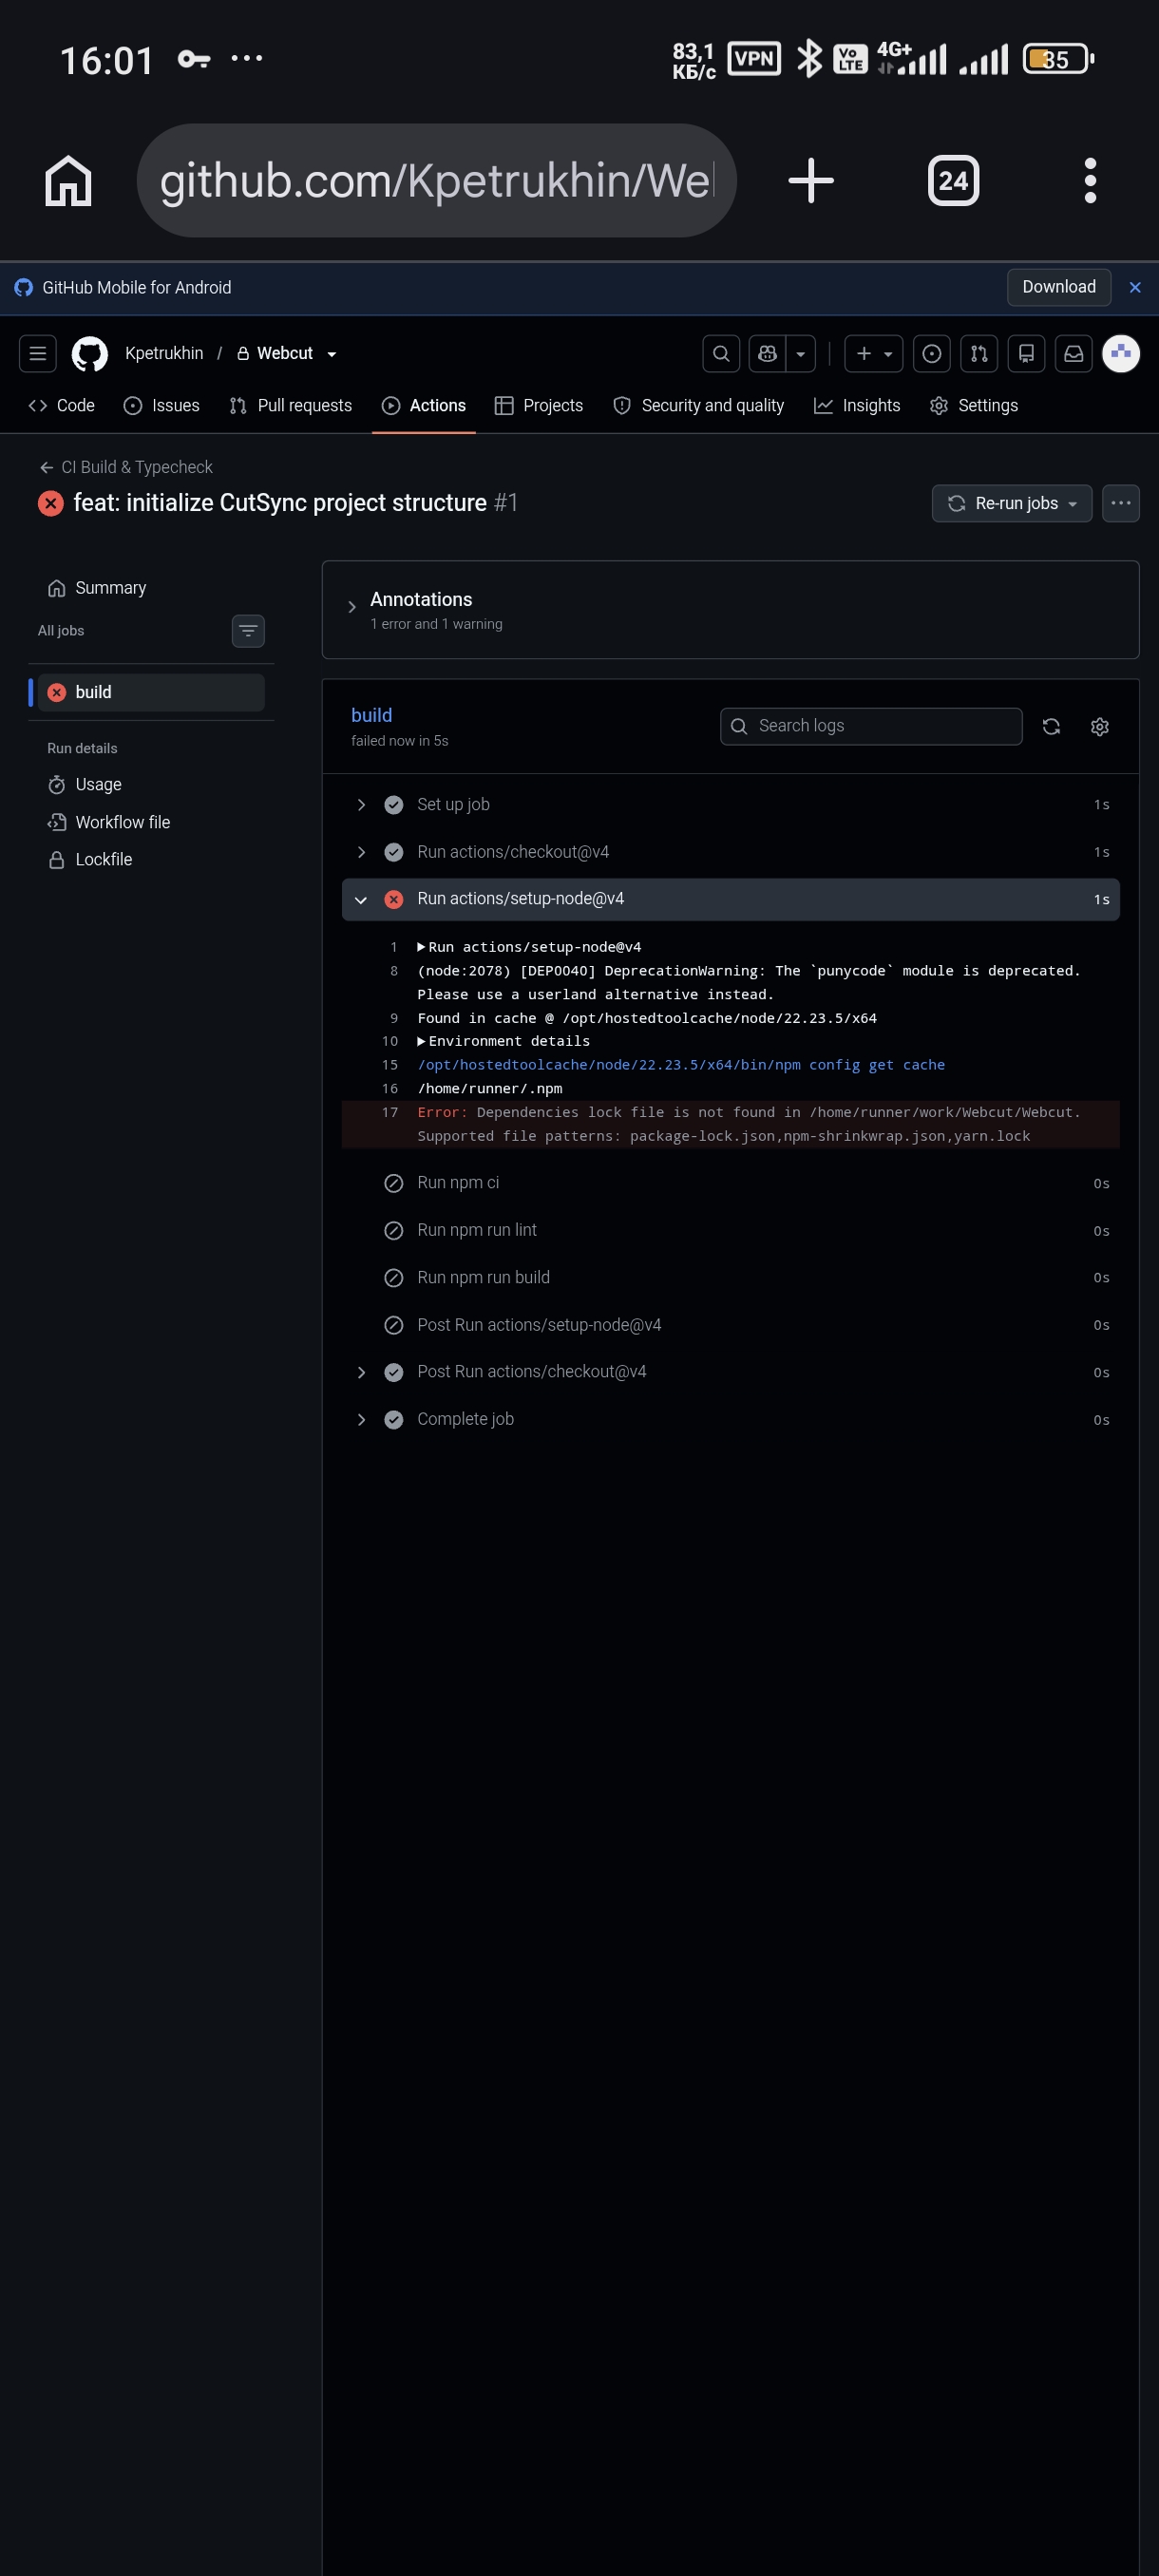 16:01
83,1
КБ/с
VPN
Vo
LTE
4G+
35
github.com/Kpetrukhin/We
24
GitHub Mobile for Android
Download
Kpetrukhin / Webcut
Code
Issues
Pull requests
Actions
Projects
Security and quality
Insights
Settings
CI Build & Typecheck
feat: initialize CutSync project structure #1
Re-run jobs
Summary
All jobs
build
Run details
Usage
Workflow file
Lockfile
Annotations
1 error and 1 warning
build
failed now in 5s
Search logs
Set up job 1s
Run actions/checkout@v4 1s
Run actions/setup-node@v4 1s
1 Run actions/setup-node@v4
8 (node:2078) [DEP0040] DeprecationWarning: The `punycode` module is deprecated.
Please use a userland alternative instead.
9 Found in cache @ /opt/hostedtoolcache/node/22.23.5/x64
10 Environment details
15 /opt/hostedtoolcache/node/22.23.5/x64/bin/npm config get cache
16 /home/runner/.npm
17 Error: Dependencies lock file is not found in /home/runner/work/Webcut/Webcut.
Supported file patterns: package-lock.json,npm-shrinkwrap.json,yarn.lock
Run npm ci 0s
Run npm run lint 0s
Run npm run build 0s
Post Run actions/setup-node@v4 0s
Post Run actions/checkout@v4 0s
Complete job 0s